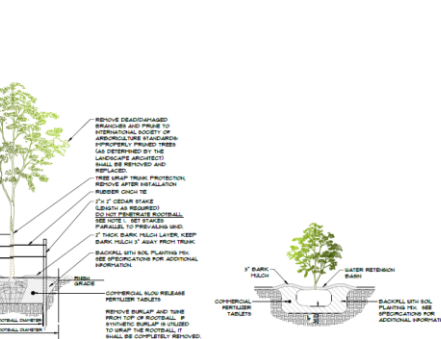 REMOVE DEAD/DAMAGED
BRANCHES AND PRUNE TO
INTERNATIONAL SOCIETY OF
ARBORICULTURE STANDARDS.
IMPROPERLY PRUNED TREES
(AS DETERMINED BY THE
LANDSCAPE ARCHITECT)
SHALL BE REMOVED AND
REPLACED.
TREE WRAP TRUNK PROTECTION,
REMOVE AFTER INSTALLATION
RUBBER CINCH TIE
2"X 2" CEDAR STAKE
(LENGTH AS REQUIRED)
DO NOT PENETRATE ROOTBALL.
SEE NOTE 1. SET STAKES
PARALLEL TO PREVAILING WIND.
2" THICK BARK MULCH LAYER; KEEP
BARK MULCH 3" AWAY FROM TRUNK
BACKFILL WITH SOIL PLANTING MIX.
SEE SPECIFICATIONS FOR ADDITIONAL
INFORMATION.
FINISH
GRADE
COMMERCIAL SLOW RELEASE
FERTILIZER TABLETS
REMOVE BURLAP AND TWINE
FROM TOP OF ROOTBALL. IF
SYNTHETIC BURLAP IS UTILIZED
TO WRAP THE ROOTBALL, IT
SHALL BE COMPLETELY REMOVED.
ROOTBALL DIAMETER
ROOTBALL DIAMETER
3" BARK
MULCH
WATER RETENSION
BASIN
COMMERCIAL
FERTILIZER
TABLETS
BACKFILL WITH SOIL
PLANTING MIX. SEE
SPECIFICATIONS FOR
ADDITIONAL INFORMAT